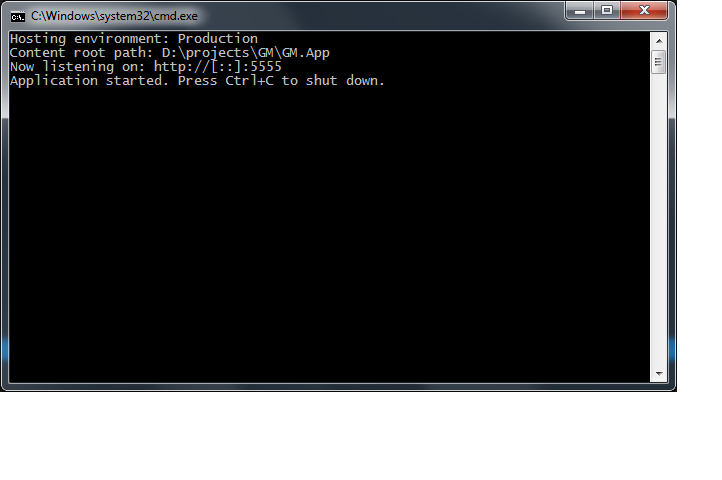 C:\Windows\system32\cmd.exe
Hosting environment: Production
Content root path: D:\projects\GM\GM.App
Now listening on: http://[::]:5555
Application started. Press Ctrl+C to shut down.